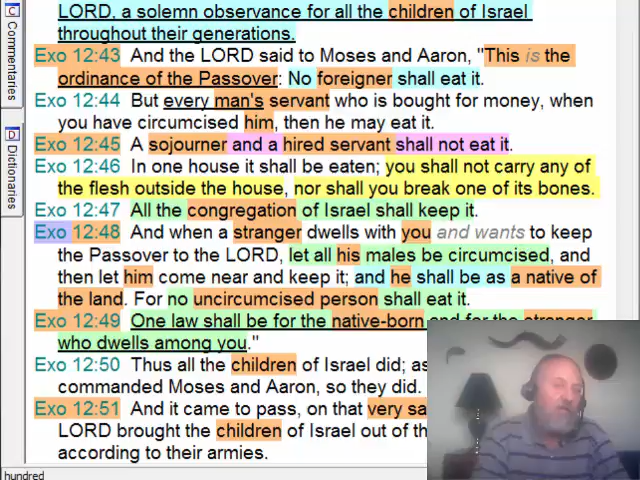 Commentaries
Dictionaries
LORD, a solemn observance for all the children of Israel
throughout their generations.
Exo 12:43 And the LORD said to Moses and Aaron, "This is the
ordinance of the Passover: No foreigner shall eat it.
Exo 12:44 But every man's servant who is bought for money, when
you have circumcised him, then he may eat it.
Exo 12:45 A sojourner and a hired servant shall not eat it.
Exo 12:46 In one house it shall be eaten; you shall not carry any of
the flesh outside the house, nor shall you break one of its bones.
Exo 12:47 All the congregation of Israel shall keep it.
Exo 12:48 And when a stranger dwells with you and wants to keep
the Passover to the LORD, let all his males be circumcised, and
then let him come near and keep it; and he shall be as a native of
the land. For no uncircumcised person shall eat it.
Exo 12:49 One law shall be for the native-born and for the stranger
who dwells among you."
Exo 12:50 Thus all the children of Israel did; as
commanded Moses and Aaron, so they did.
Exo 12:51 And it came to pass, on that very sa
LORD brought the children of Israel out of th
according to their armies.
hundred